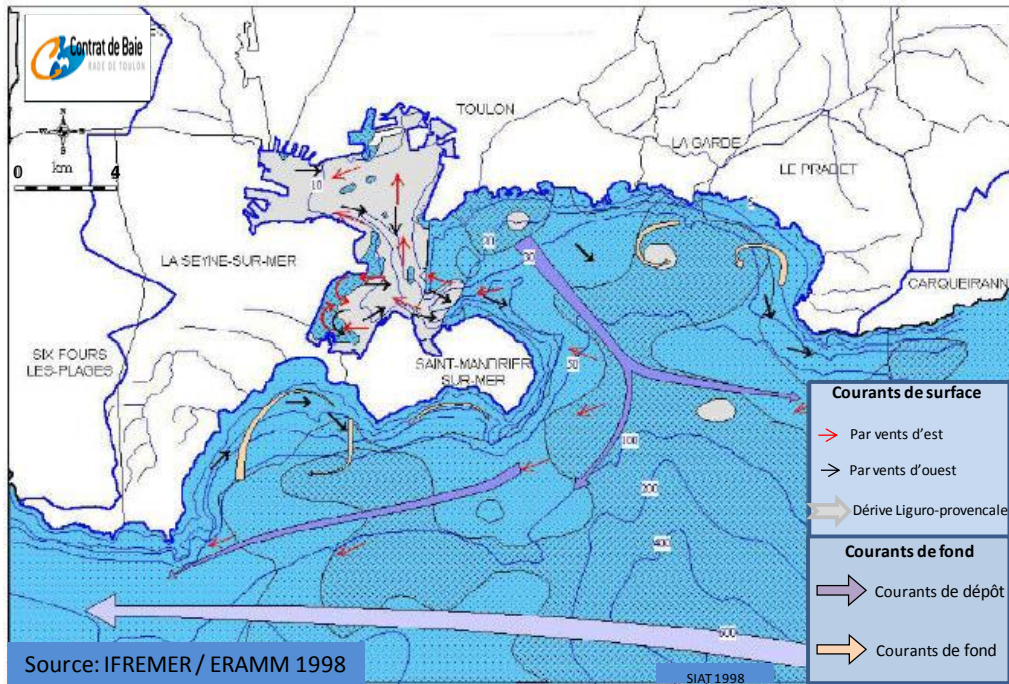 Contrat de Baie
RADE DE TOULON
N
km
0 4
TOULON
LA GARDE
LE PRADET
10
LA SEYNE-SUR-MER
30
CARQUEIRANN
SIX FOURS
LES-PLAGES
SAINT-MANDRIER
SUR-MER
50
100
200
400
600
Courants de surface
Par vents d'est
Par vents d'ouest
Dérive Liguro-provencale
Courants de fond
Courants de dépôt
Courants de fond
Source: IFREMER / ERAMM 1998
SIAT 1998